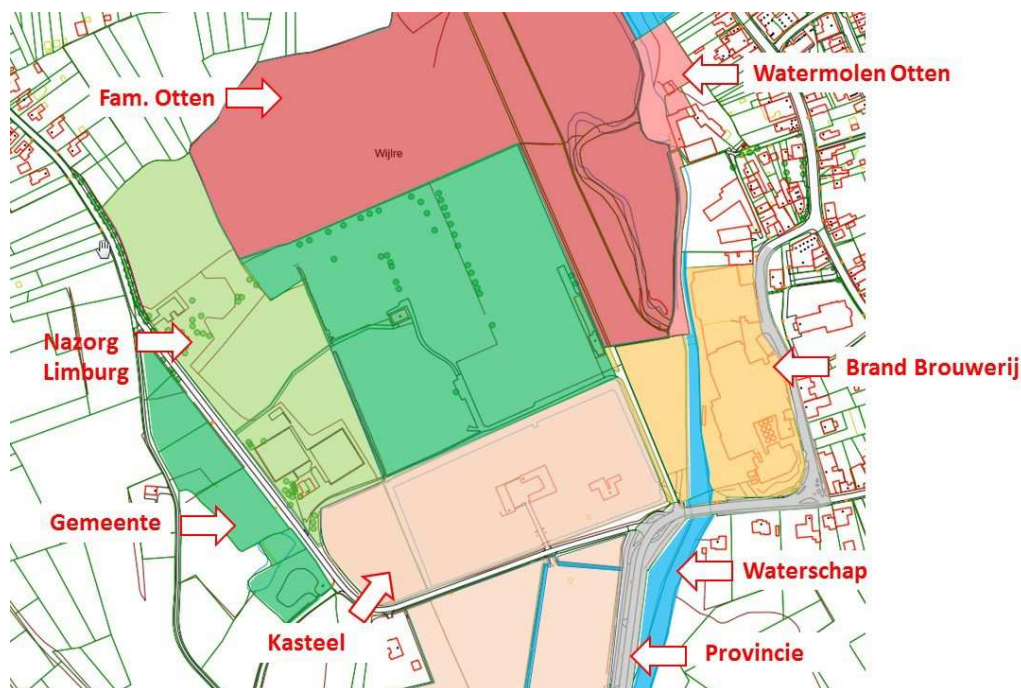 Watermolen Otten
Fam. Otten
Wijlre
Nazorg
Limburg
Brand Brouwerij
Gemeente
Waterschap
Kasteel
Provincie